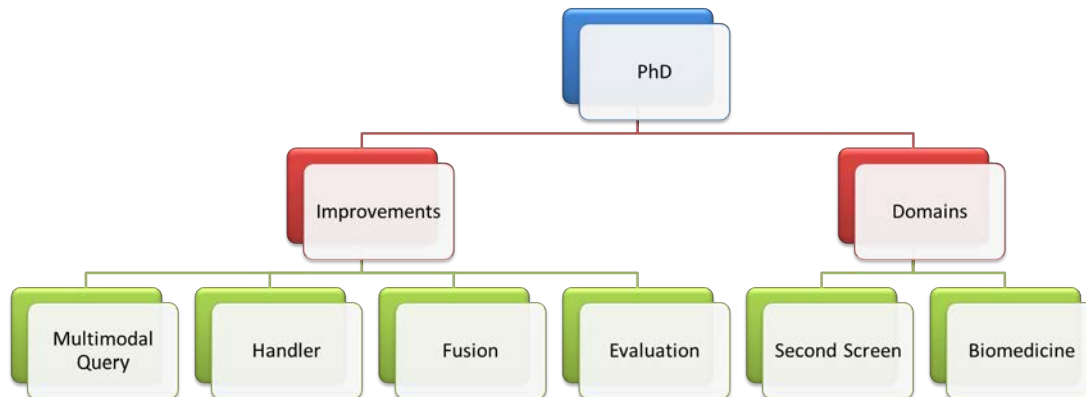 PhD
Improvements
Domains
Multimodal
Query
Handler
Fusion
Evaluation
Second Screen
Biomedicine